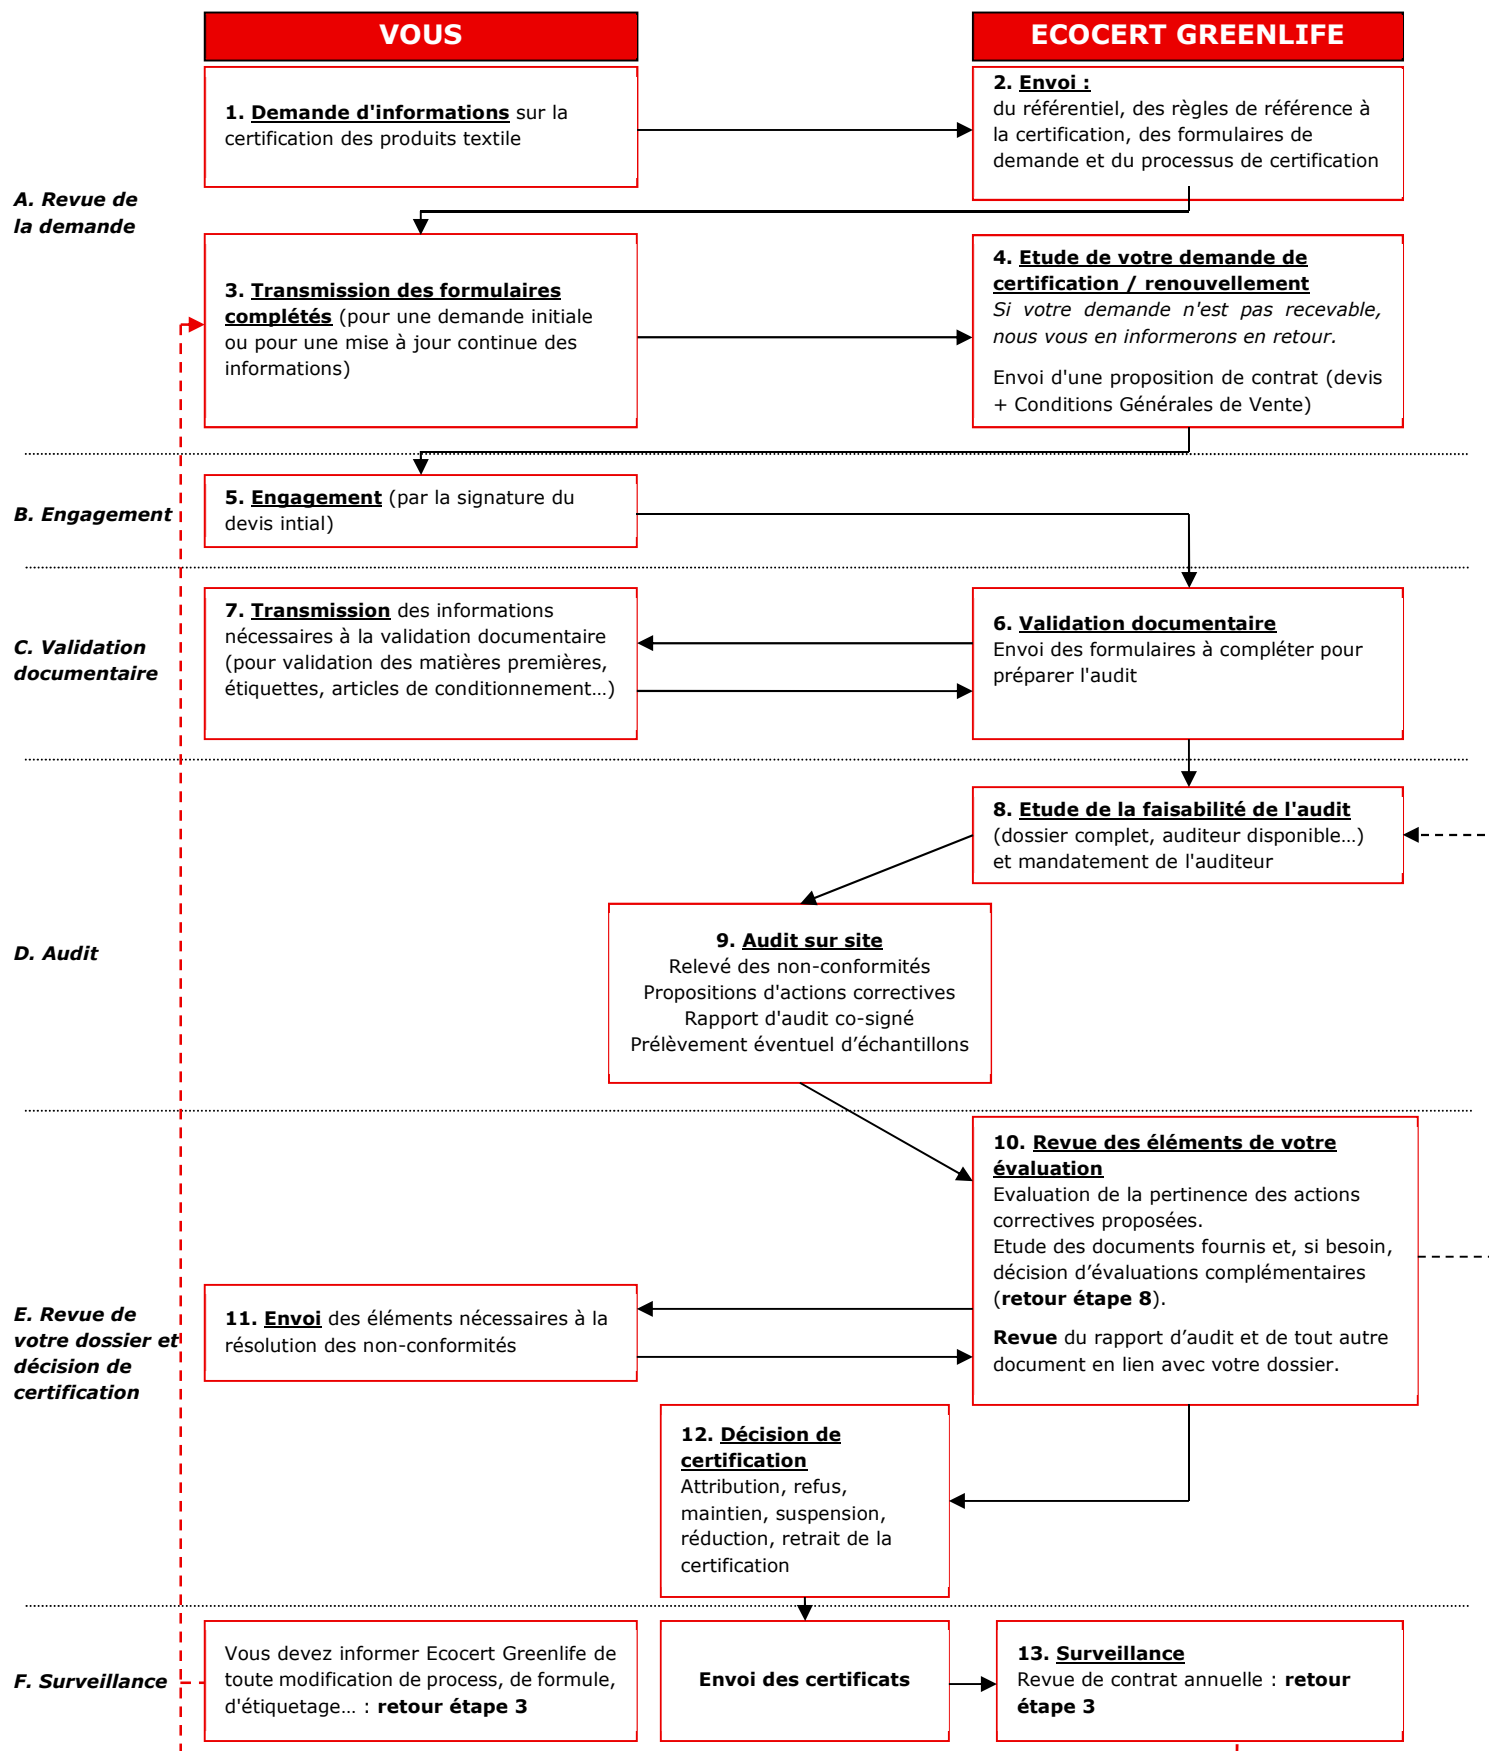 VOUS
ECOCERT GREENLIFE
A. Revue de
la demande
1. Demande d'informations sur la
certification des produits textile
2. Envoi :
du référentiel, des règles de référence à
la certification, des formulaires de
demande et du processus de certification
3. Transmission des formulaires
complétés (pour une demande initiale
ou pour une mise à jour continue des
informations)
4. Etude de votre demande de
certification / renouvellement
Si votre demande n'est pas recevable,
nous vous en informerons en retour.
Envoi d'une proposition de contrat (devis
+ Conditions Générales de Vente)
B. Engagement
5. Engagement (par la signature du
devis intial)
C. Validation
documentaire
7. Transmission des informations
nécessaires à la validation documentaire
(pour validation des matières premières,
étiquettes, articles de conditionnement…)
6. Validation documentaire
Envoi des formulaires à compléter pour
préparer l'audit
D. Audit
8. Etude de la faisabilité de l'audit
(dossier complet, auditeur disponible…)
et mandatement de l'auditeur
9. Audit sur site
Relevé des non-conformités
Propositions d'actions correctives
Rapport d'audit co-signé
Prélèvement éventuel d’échantillons
E. Revue de
votre dossier et
décision de
certification
10. Revue des éléments de votre
évaluation
Evaluation de la pertinence des actions
correctives proposées.
Etude des documents fournis et, si besoin,
décision d’évaluations complémentaires
(retour étape 8).
Revue du rapport d’audit et de tout autre
document en lien avec votre dossier.
11. Envoi des éléments nécessaires à la
résolution des non-conformités
12. Décision de
certification
Attribution, refus,
maintien, suspension,
réduction, retrait de la
certification
F. Surveillance
Vous devez informer Ecocert Greenlife de
toute modification de process, de formule,
d'étiquetage… : retour étape 3
Envoi des certificats
13. Surveillance
Revue de contrat annuelle : retour
étape 3